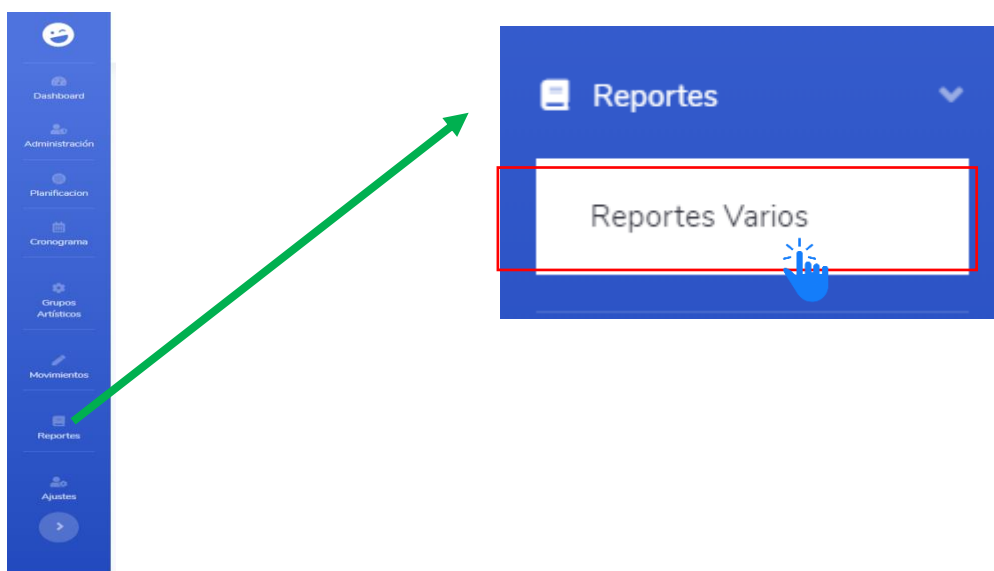 Dashboard
Administración
Planificacion
Cronograma
Grupos
Artísticos
Movimientos
Reportes
Ajustes
Reportes
Reportes Varios